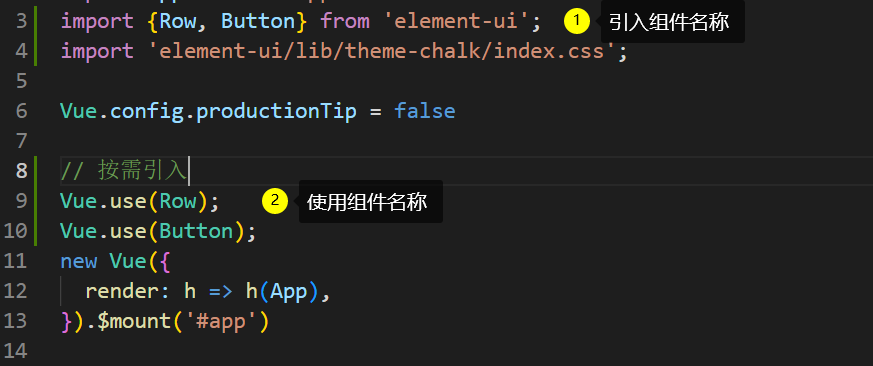 3 import {Row, Button} from 'element-ui'; 1 引入组件名称
4 import 'element-ui/lib/theme-chalk/index.css';
5
6 Vue.config.productionTip = false
7
8 // 按需引入
9 Vue.use(Row); 2 使用组件名称
10 Vue.use(Button);
11 new Vue({
12   render: h => h(App),
13 }).$mount('#app')
14